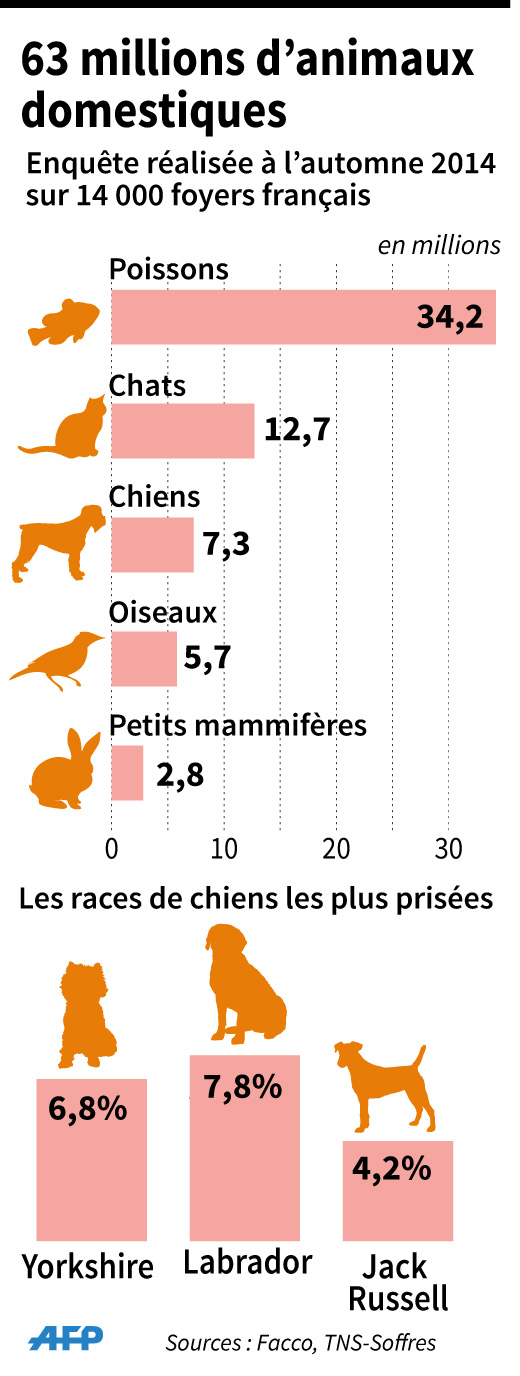 63 millions d’animaux
domestiques
Enquête réalisée à l’automne 2014
sur 14 000 foyers français
en millions
Poissons
34,2
Chats
12,7
Chiens
7,3
Oiseaux
5,7
Petits mammifères
2,8
0 10 20 30
Les races de chiens les plus prisées
6,8% 7,8% 4,2%
Yorkshire Labrador Jack
Russell
AFP Sources : Facco, TNS-Soffres